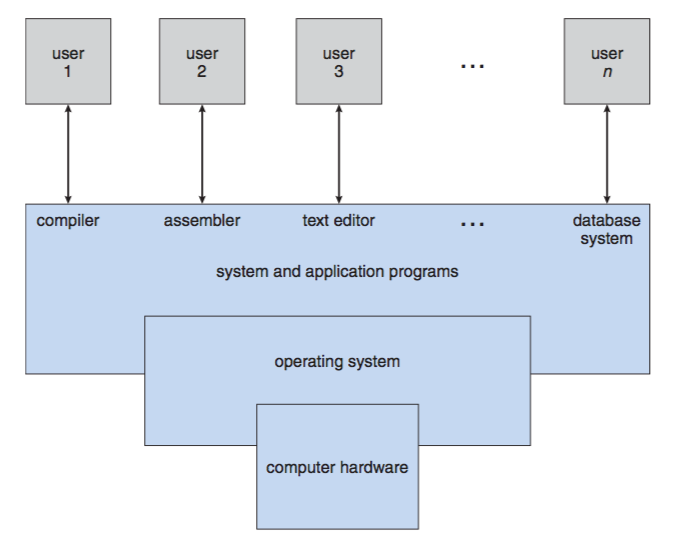 user
1
user
2
user
3
...
user
n
compiler
assembler
text editor
...
database
system
system and application programs
operating system
computer hardware